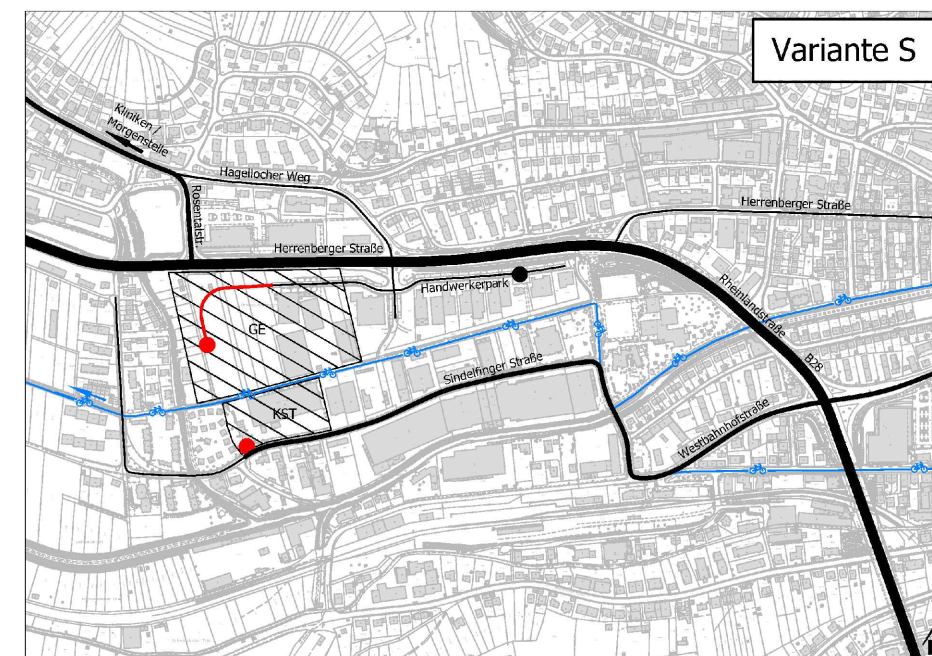 Variante S
Kliniken /
Morgenstelle
Hagellocher Weg
Rosentalstr.
Herrenberger Straße
Herrenberger Straße
Handwerkerpark
Rheinlandstraße
B28
GE
Sindelfinger Straße
KST
Westbahnhofstraße